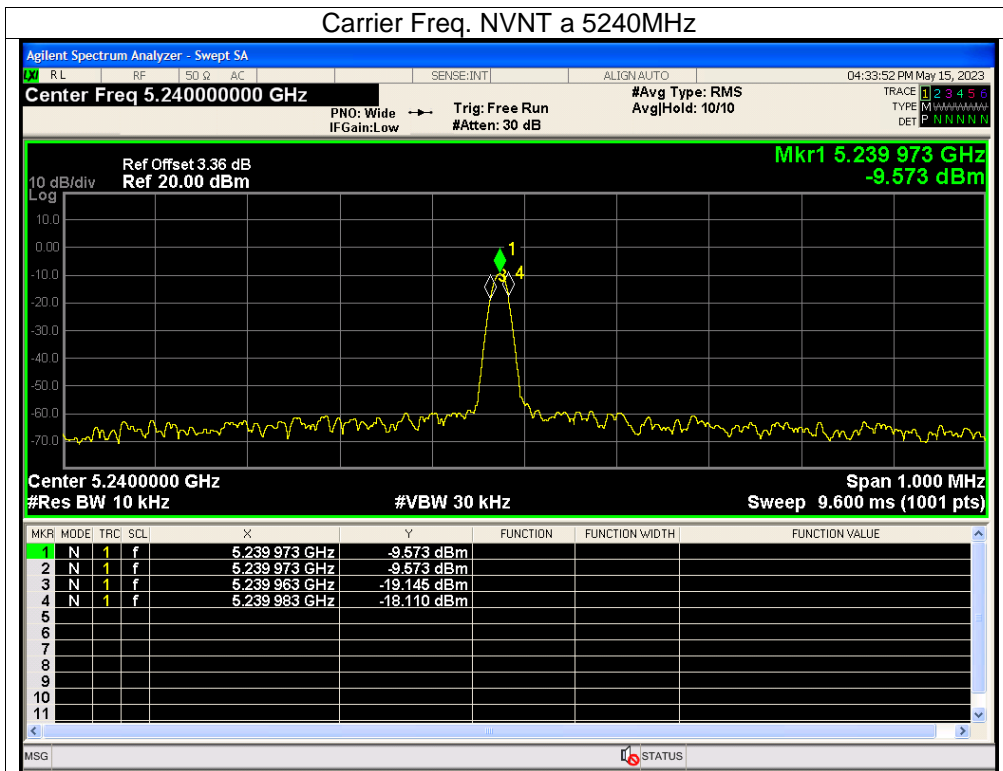 Carrier Freq. NVNT a 5240MHz
Agilent Spectrum Analyzer - Swept SA
LXI RL RF 50 Ω AC SENSE:INT ALIGN AUTO 04:33:52 PM May 15, 2023
Center Freq 5.240000000 GHz #Avg Type: RMS TRACE 1 2 3 4 5 6
PNO: Wide Trig: Free Run Avg|Hold: 10/10 TYPE M WWWWW
IFGain:Low #Atten: 30 dB DET P N N N N N
Mkr1 5.239 973 GHz
Ref Offset 3.36 dB
10 dB/div Ref 20.00 dBm -9.573 dBm
Log
10.0
0.00
1
-10.0
3 4
-20.0
-30.0
-40.0
-50.0
-60.0
-70.0
Center 5.2400000 GHz Span 1.000 MHz
#Res BW 10 kHz #VBW 30 kHz Sweep 9.600 ms (1001 pts)
MKR MODE TRC SCL X Y FUNCTION FUNCTION WIDTH FUNCTION VALUE
1 N 1 f 5.239 973 GHz -9.573 dBm
2 N 1 f 5.239 973 GHz -9.573 dBm
3 N 1 f 5.239 963 GHz -19.145 dBm
4 N 1 f 5.239 983 GHz -18.110 dBm
5
6
7
8
9
10
11
MSG STATUS